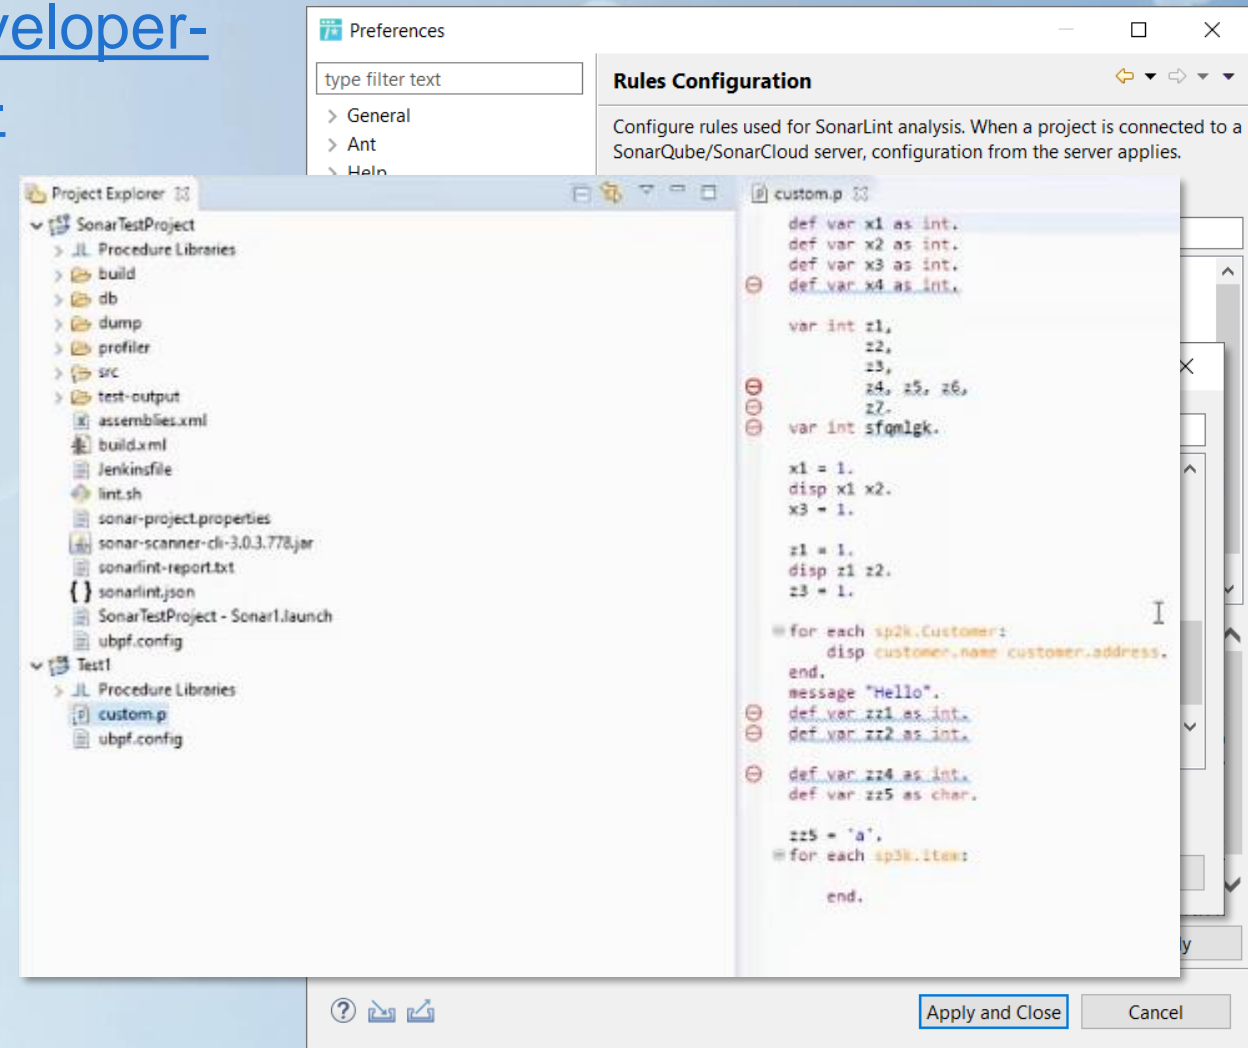 veloper-
Preferences
type filter text
General
Ant
Help
Rules Configuration
Configure rules used for SonarLint analysis. When a project is connected to a
SonarQube/SonarCloud server, configuration from the server applies.
Project Explorer
SonarTestProject
Procedure Libraries
build
db
dump
profiler
src
test-output
assemblies.xml
build.xml
Jenkinsfile
lint.sh
sonar-project.properties
sonar-scanner-cli-3.0.3.778.jar
sonarlint-report.txt
sonarlint.json
SonarTestProject - Sonar1.launch
ubpf.config
Test1
Procedure Libraries
custom.p
ubpf.config
custom.p
def var x1 as int.
def var x2 as int.
def var x3 as int.
def var x4 as int.
var int z1,
z2,
z3,
z4, z5, z6,
z7.
var int sfqmlgk.
x1 = 1.
disp x1 x2.
x3 = 1.
z1 = 1.
disp z1 z2.
z3 = 1.
for each sp2k.Customer:
disp customer.name customer.address.
end.
message "Hello".
def var zz1 as int.
def var zz2 as int.
def var zz4 as int.
def var zz5 as char.
zz5 = 'a'.
for each sp3k.item:
end.
ly
Apply and Close
Cancel